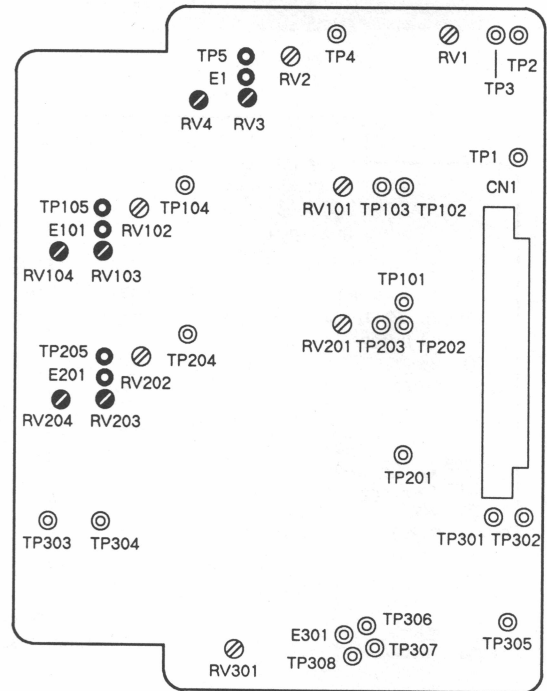 TP5
TP4
RV1
TP2
E1
RV2
TP3
RV4
RV3
TP1
CN1
TP105
TP104
RV101
TP103
TP102
E101
RV102
RV104
RV103
TP101
TP205
TP204
RV201
TP203
TP202
E201
RV202
RV204
RV203
TP201
TP303
TP304
TP301
TP302
TP306
TP305
E301
TP307
RV301
TP308